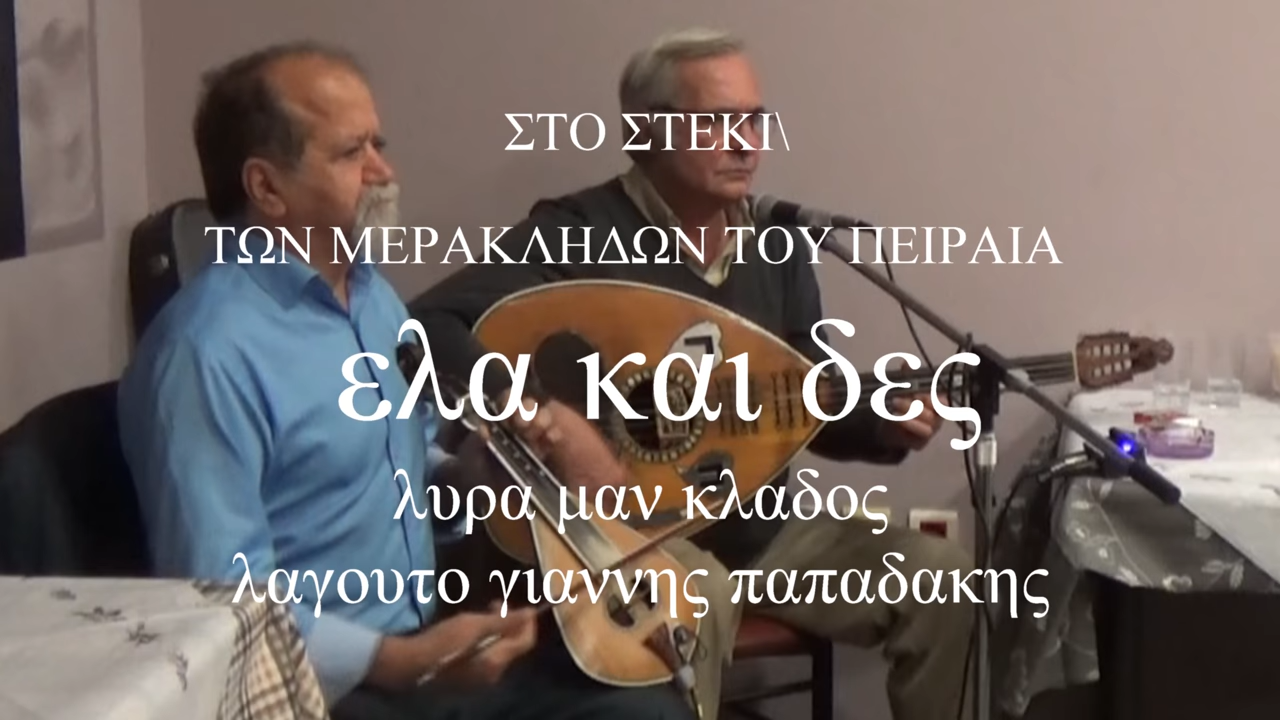 ΣΤΟ ΣΤΕΚΙ\
ΤΩΝ ΜΕΡΑΚΛΗΔΩΝ ΤΟΥ ΠΕΙΡΑΙΑ
ελα και δες
λυρα μαν κλαδος
λαγουτο γιαννης παπαδακης